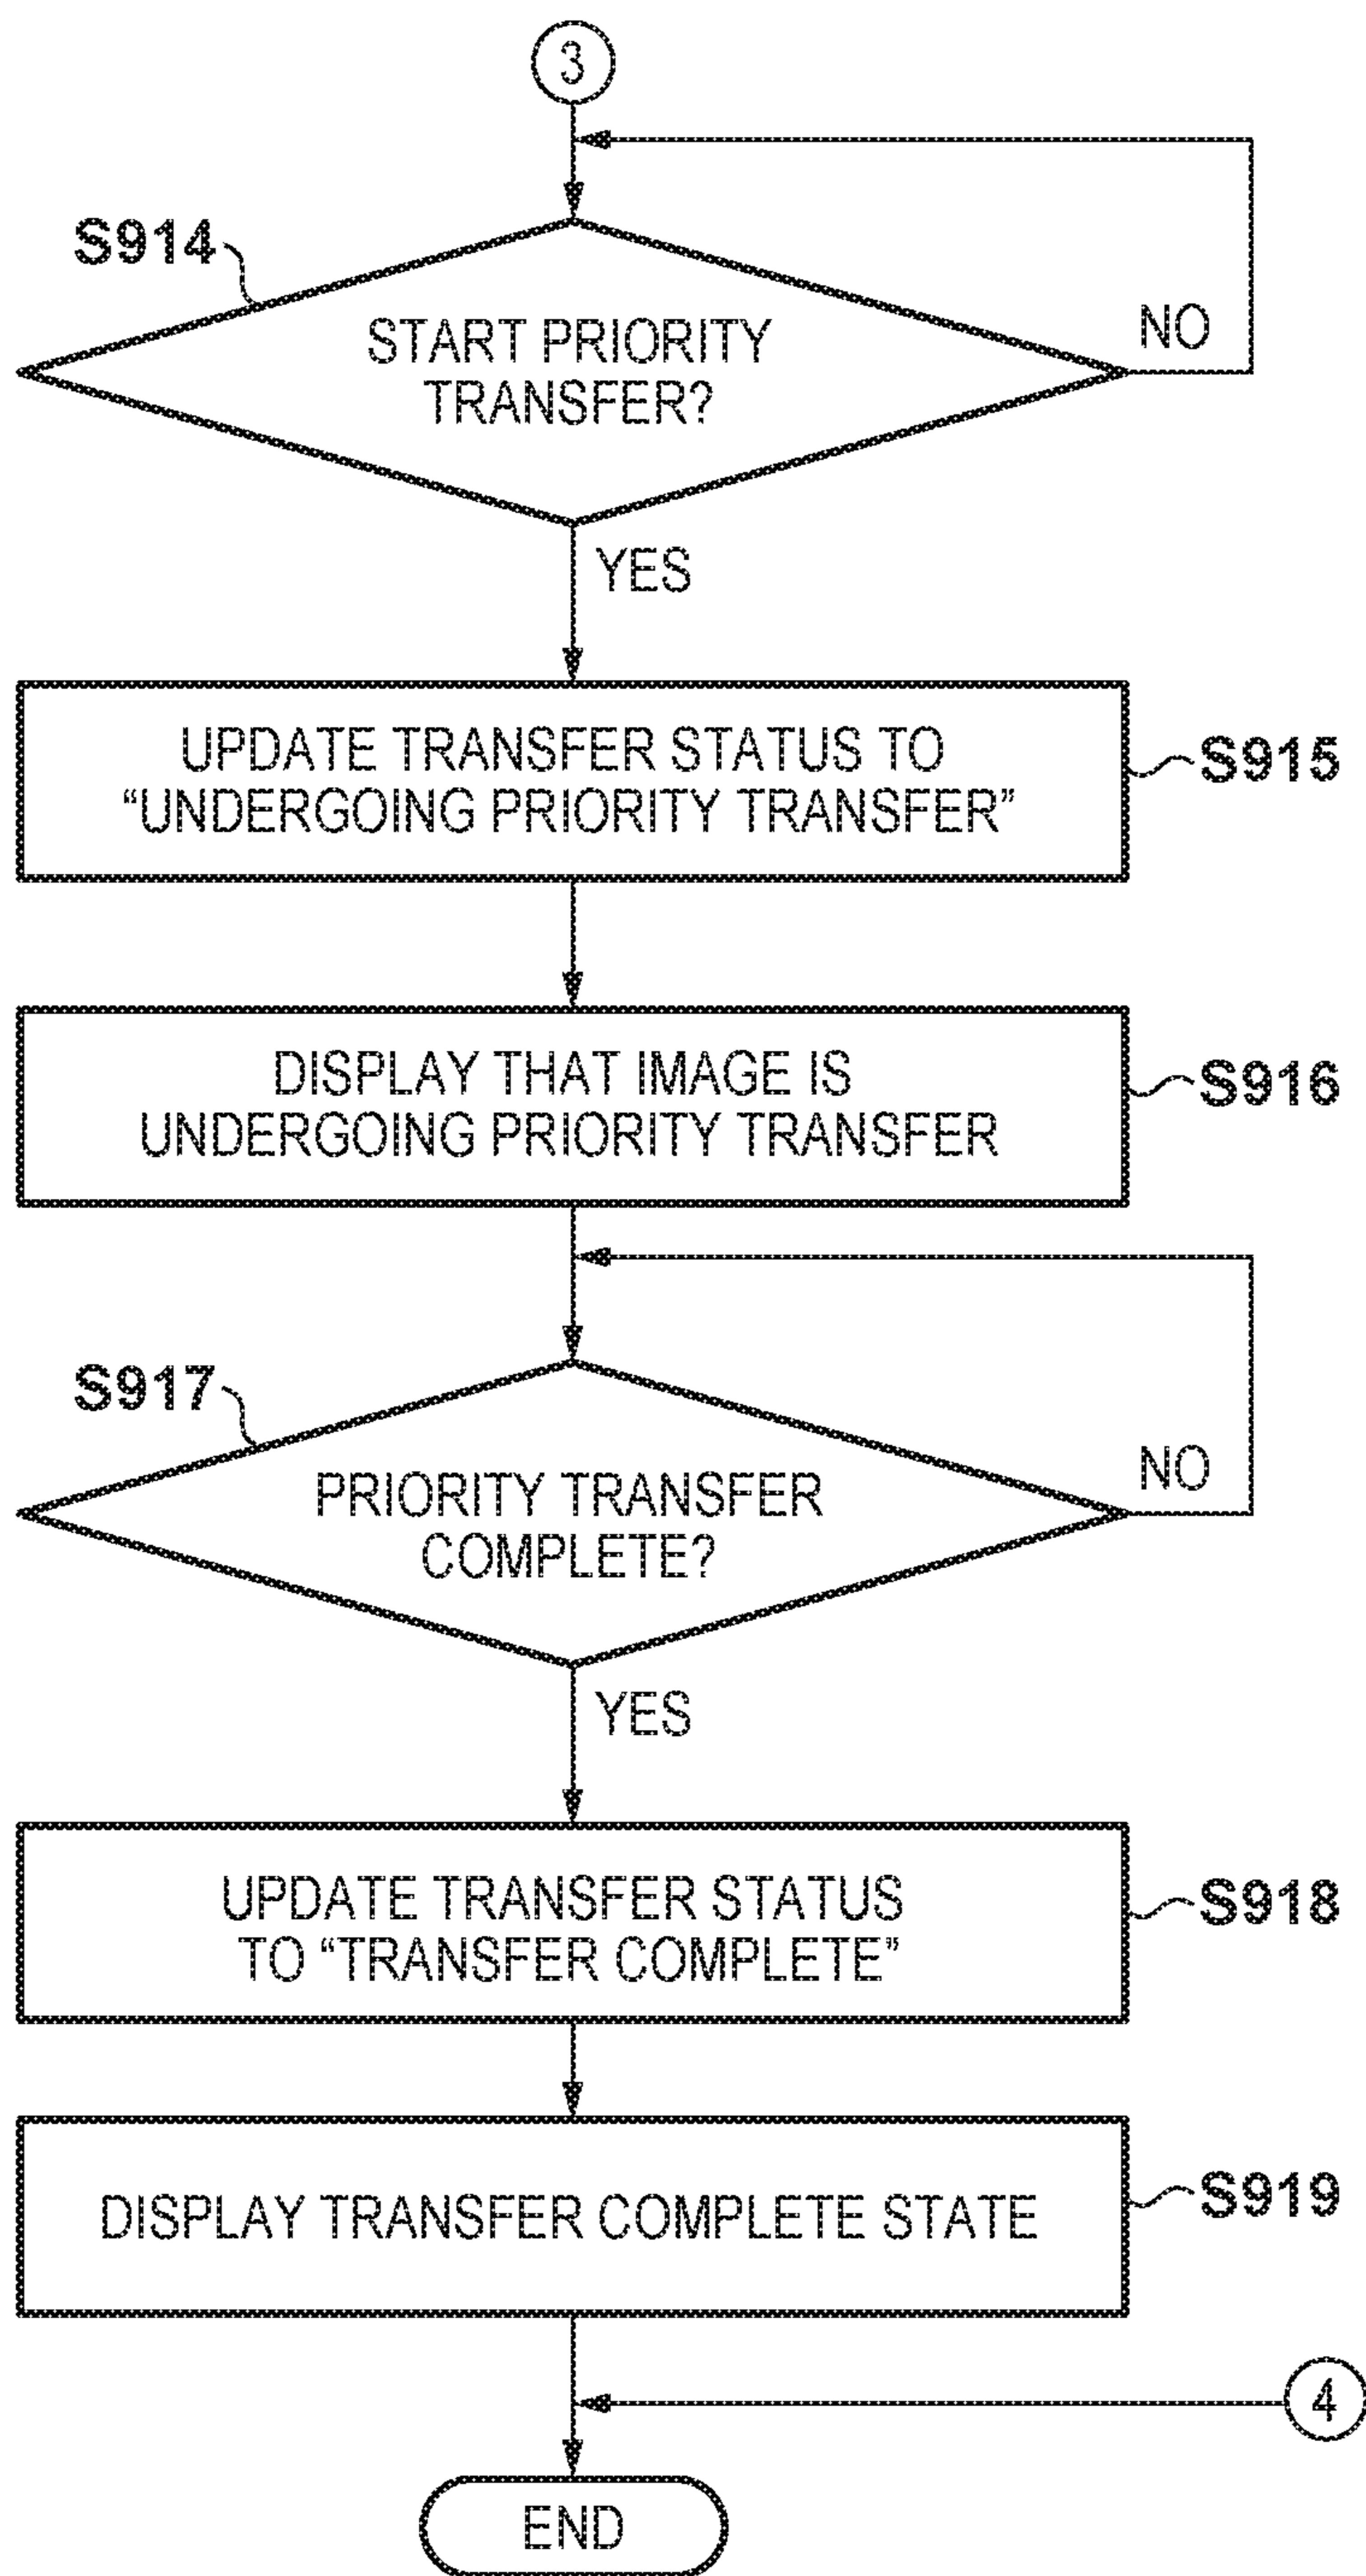 3
S914
START PRIORITY
TRANSFER?
NO
YES
UPDATE TRANSFER STATUS TO
“UNDERGOING PRIORITY TRANSFER”
S915
DISPLAY THAT IMAGE IS
UNDERGOING PRIORITY TRANSFER
S916
S917
PRIORITY TRANSFER
COMPLETE?
NO
YES
UPDATE TRANSFER STATUS
TO “TRANSFER COMPLETE”
S918
DISPLAY TRANSFER COMPLETE STATE
S919
4
END